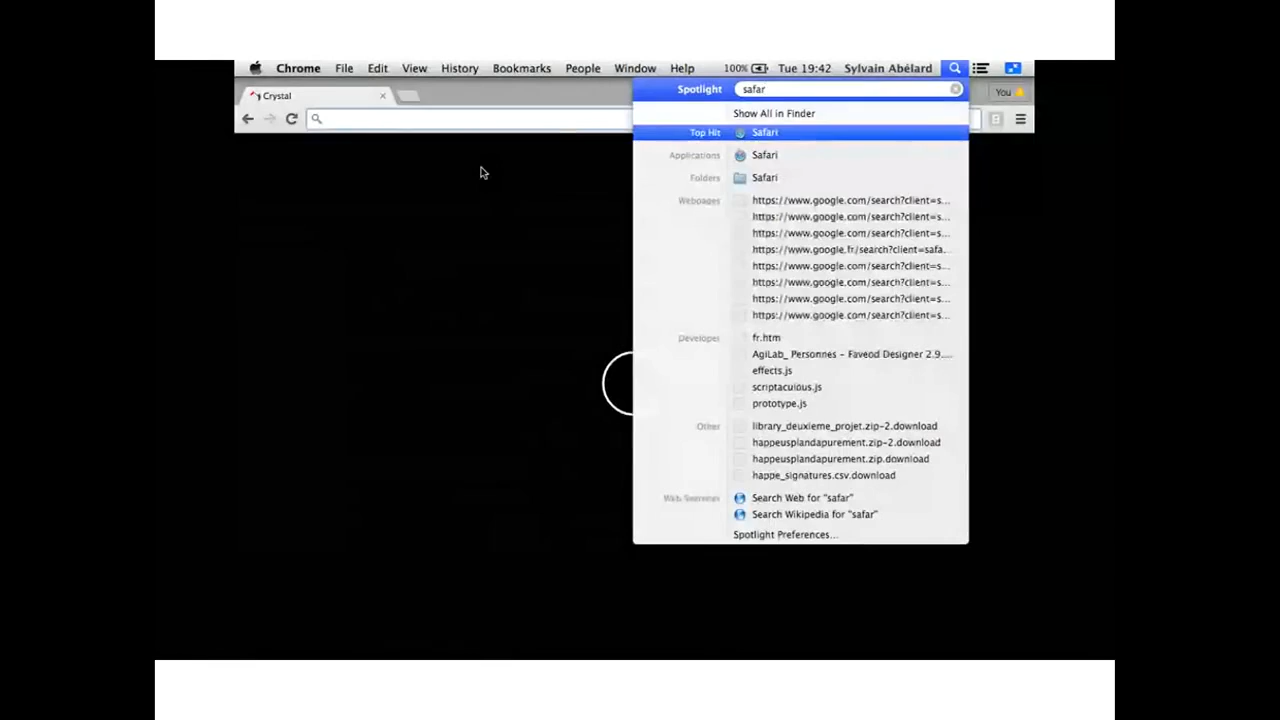 Chrome File Edit View History Bookmarks People Window Help 100% Tue 19:42 Sylvain Abélard
Crystal
Spotlight safar
You
Show All in Finder
Top Hit Safari
Applications Safari
Folders Safari
Webpages https://www.google.com/search?client=s...
https://www.google.com/search?client=s...
https://www.google.com/search?client=s...
https://www.google.fr/search?client=safa...
https://www.google.com/search?client=s...
https://www.google.com/search?client=s...
https://www.google.com/search?client=s...
https://www.google.com/search?client=s...
Developer fr.htm
AgiLab_ Personnes - Faveod Designer 2.9....
effects.js
scriptaculous.js
prototype.js
Other library_deuxieme_projet.zip-2.download
happeusplandapurement.zip-2.download
happeusplandapurement.zip.download
happe_signatures.csv.download
Web Searches Search Web for "safar"
Search Wikipedia for "safar"
Spotlight Preferences...